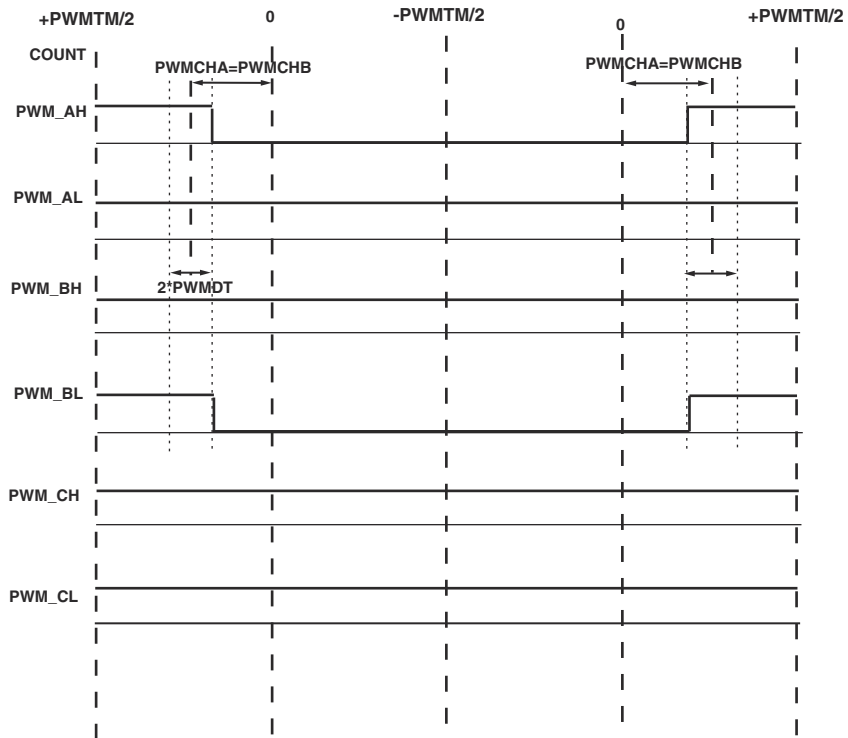 +PWMTM/2 0 -PWMTM/2 0 +PWMTM/2
COUNT
PWMCHA=PWMCHB PWMCHA=PWMCHB
PWM_AH
PWM_AL
PWM_BH
2*PWMDT
PWM_BL
PWM_CH
PWM_CL